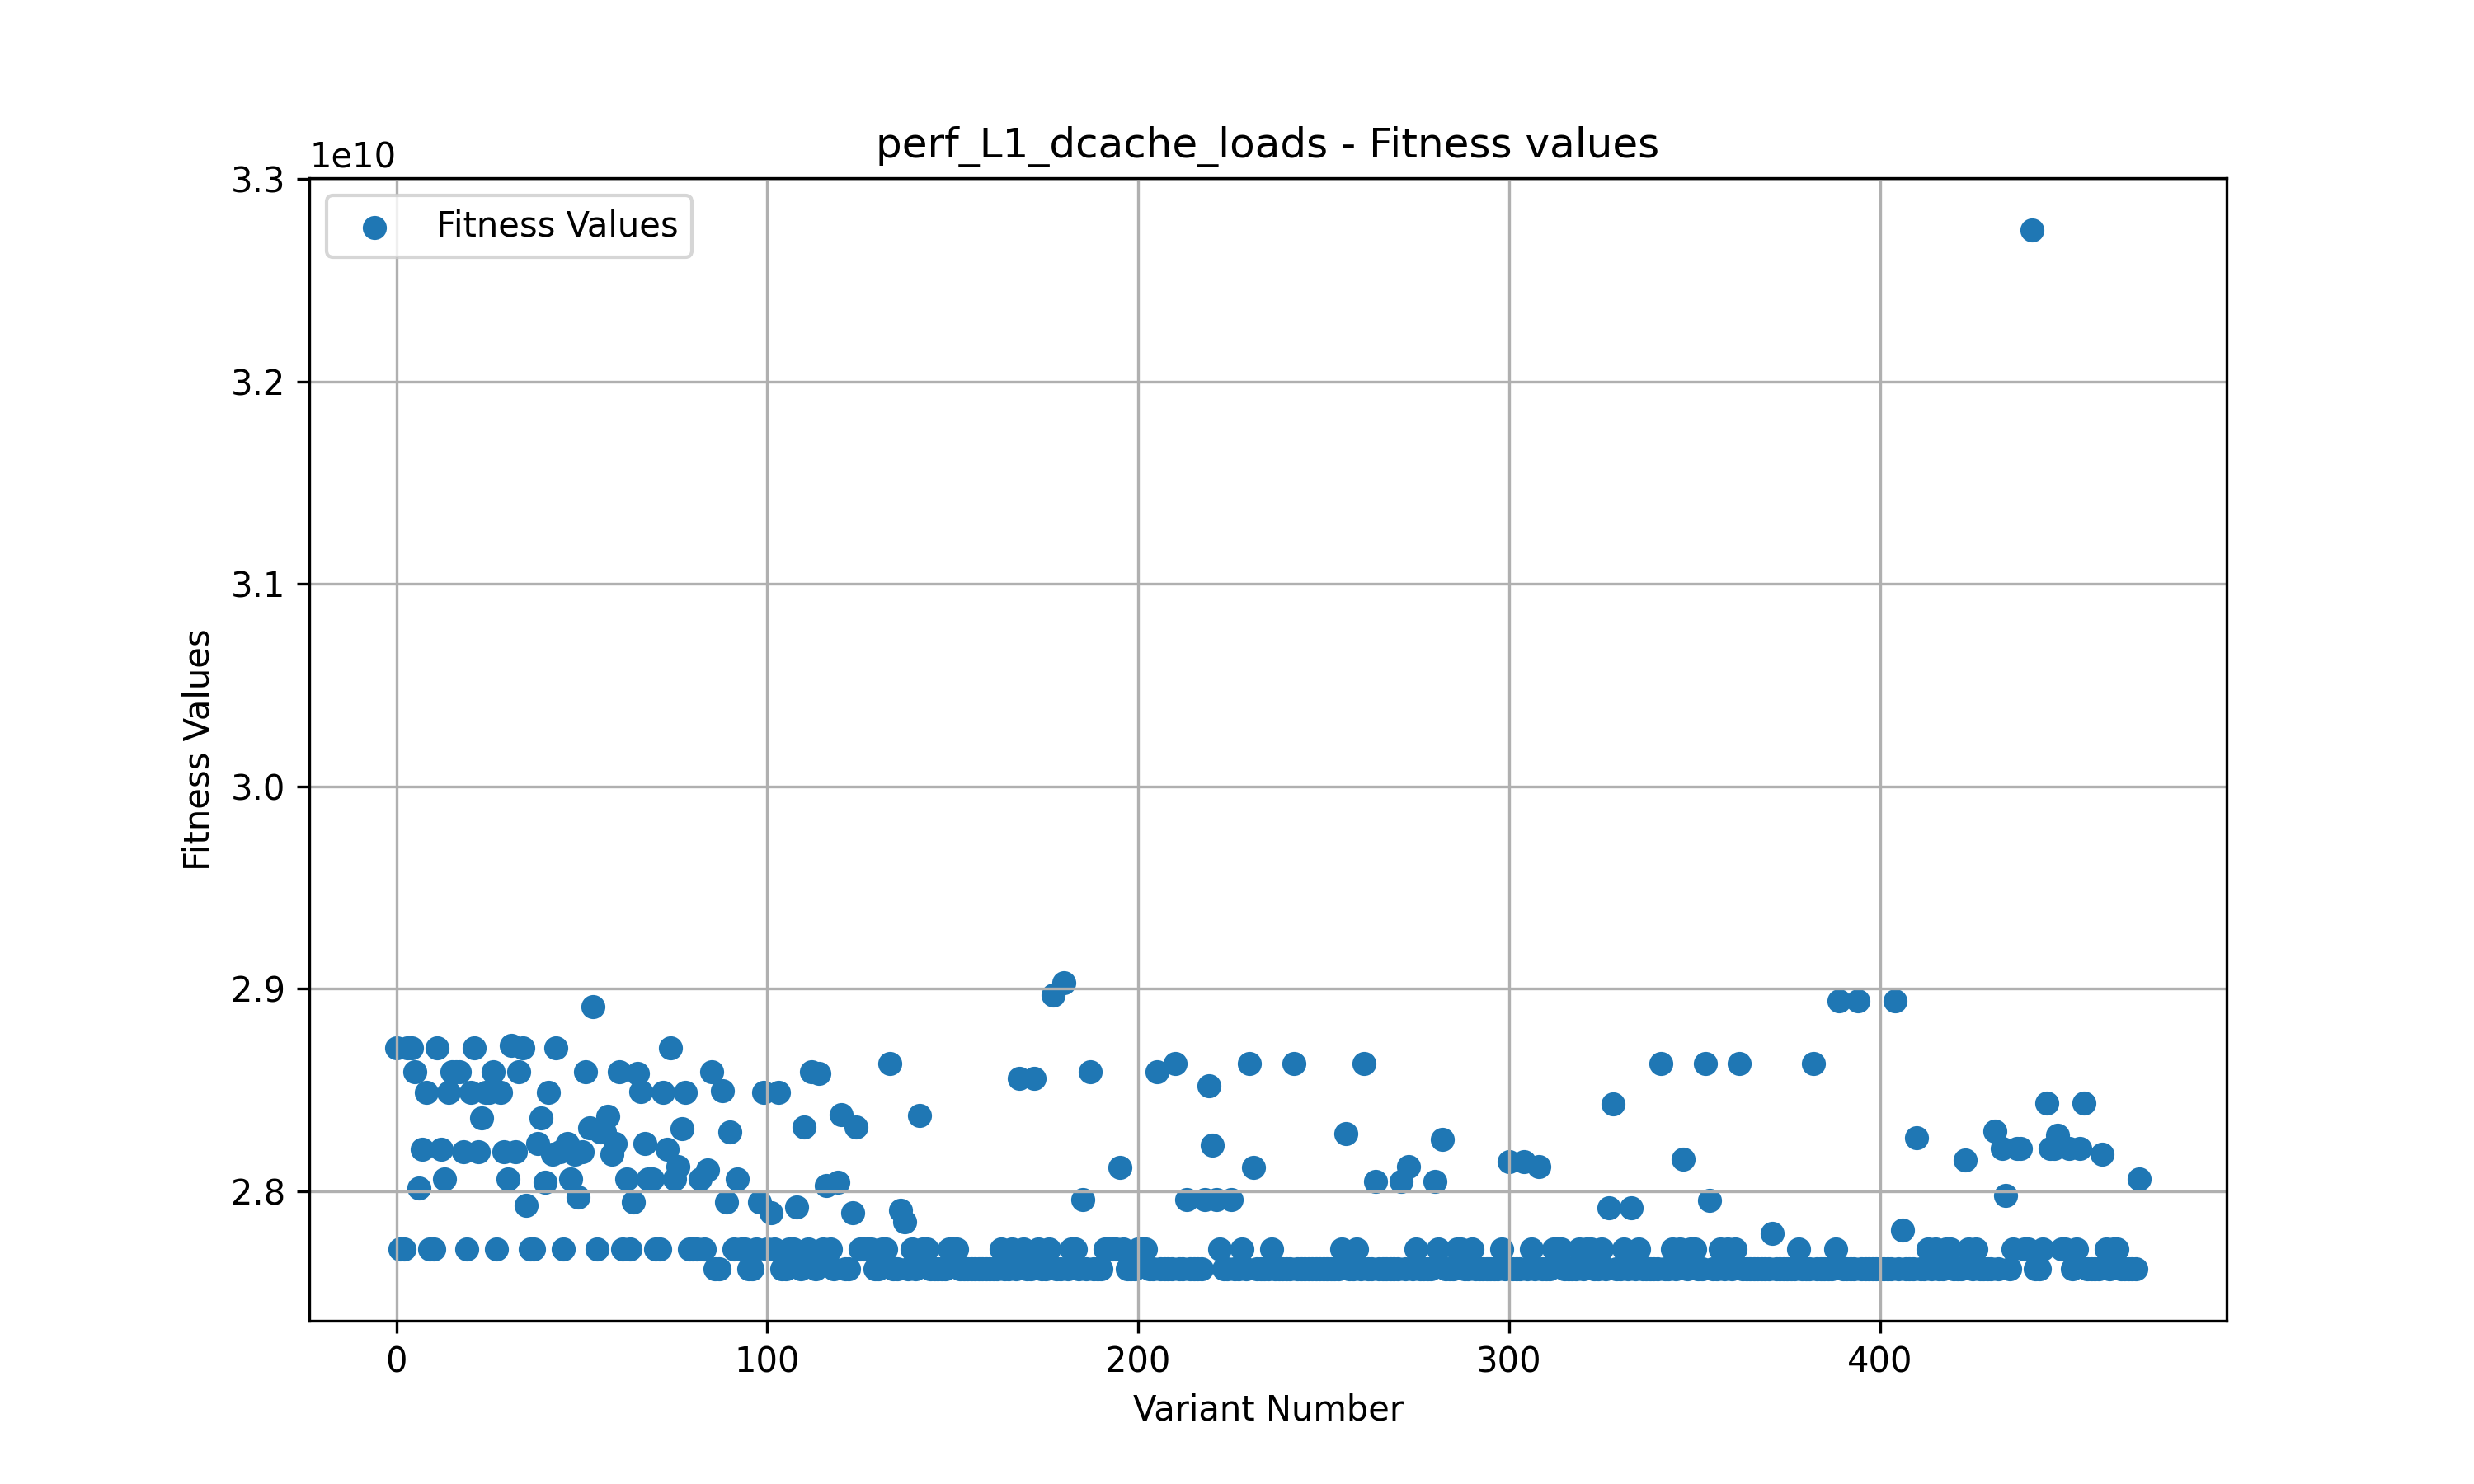 perf_L1_dcache_loads - Fitness values
1e10
Fitness Values
3.3
3.2
3.1
3.0
2.9
2.8
Fitness Values
0 100 200 300 400
Variant Number